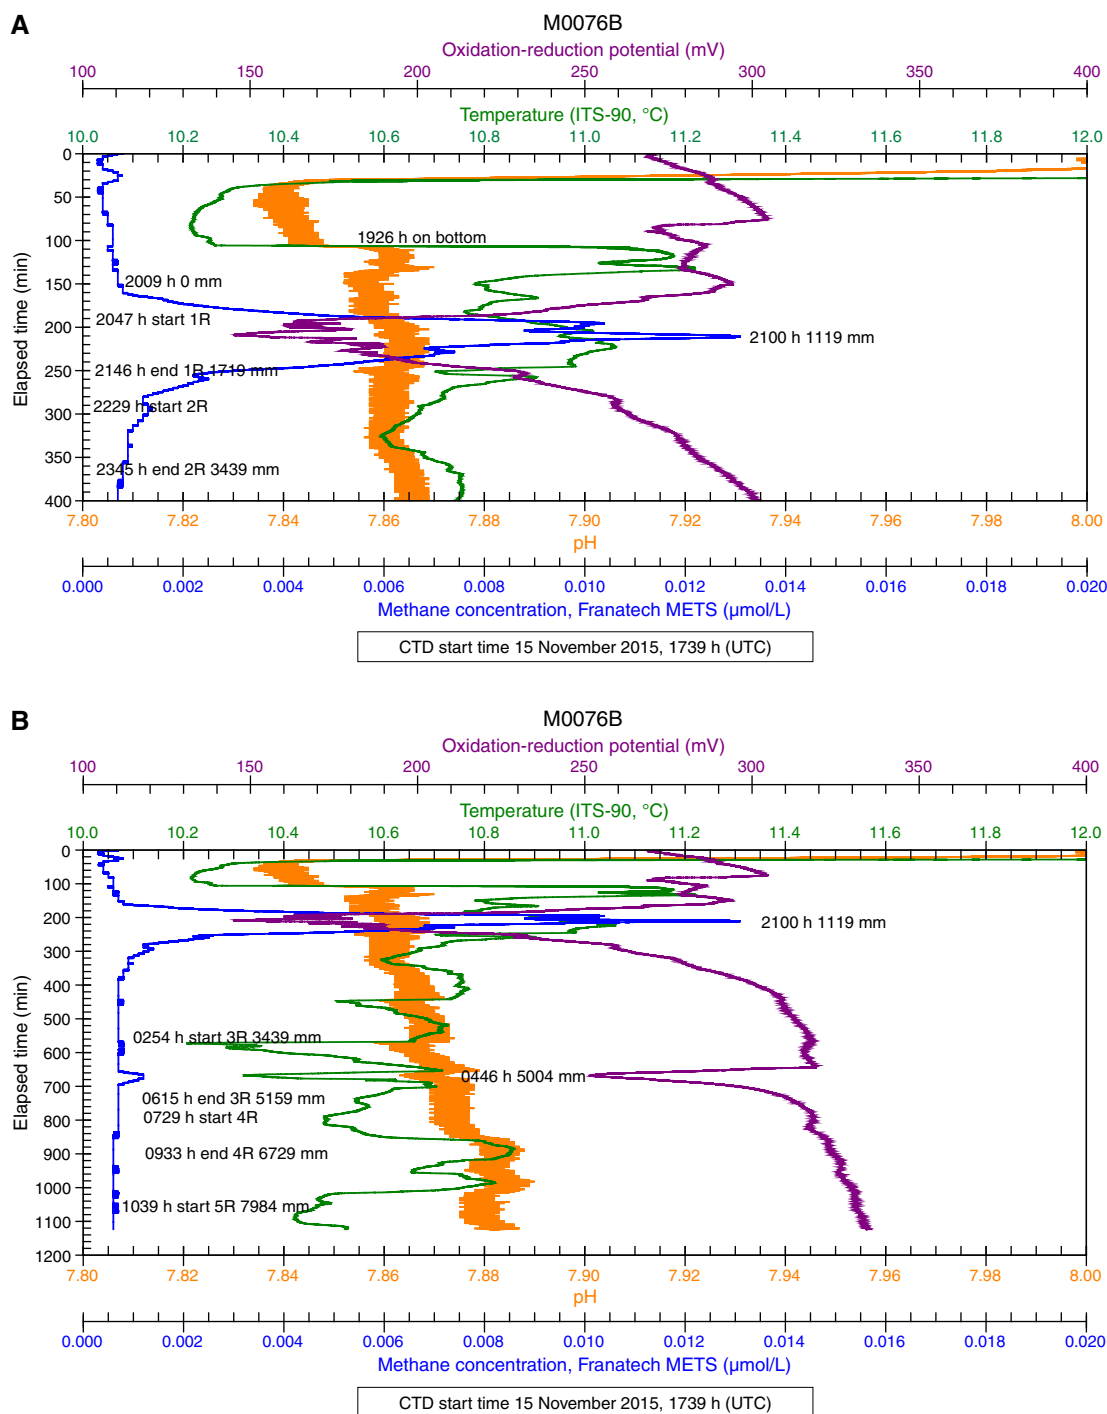 A
M0076B
Oxidation-reduction potential (mV)
100 150 200 250 300 350 400
Temperature (ITS-90, °C)
10.0 10.2 10.4 10.6 10.8 11.0 11.2 11.4 11.6 11.8 12.0
Elapsed time (min)
0
50
100
150
200
250
300
350
400
1926 h on bottom
2009 h 0 mm
2047 h start 1R
2100 h 1119 mm
2146 h end 1R 1719 mm
2229 h start 2R
2345 h end 2R 3439 mm
7.80 7.82 7.84 7.86 7.88 7.90 7.92 7.94 7.96 7.98 8.00
pH
0.000 0.002 0.004 0.006 0.008 0.010 0.012 0.014 0.016 0.018 0.020
Methane concentration, Franatech METS (µmol/L)
CTD start time 15 November 2015, 1739 h (UTC)
B
M0076B
Oxidation-reduction potential (mV)
100 150 200 250 300 350 400
Temperature (ITS-90, °C)
10.0 10.2 10.4 10.6 10.8 11.0 11.2 11.4 11.6 11.8 12.0
Elapsed time (min)
0
100
200
300
400
500
600
700
800
900
1000
1100
1200
2100 h 1119 mm
0254 h start 3R 3439 mm
0446 h 5004 mm
0615 h end 3R 5159 mm
0729 h start 4R
0933 h end 4R 6729 mm
1039 h start 5R 7984 mm
7.80 7.82 7.84 7.86 7.88 7.90 7.92 7.94 7.96 7.98 8.00
pH
0.000 0.002 0.004 0.006 0.008 0.010 0.012 0.014 0.016 0.018 0.020
Methane concentration, Franatech METS (µmol/L)
CTD start time 15 November 2015, 1739 h (UTC)